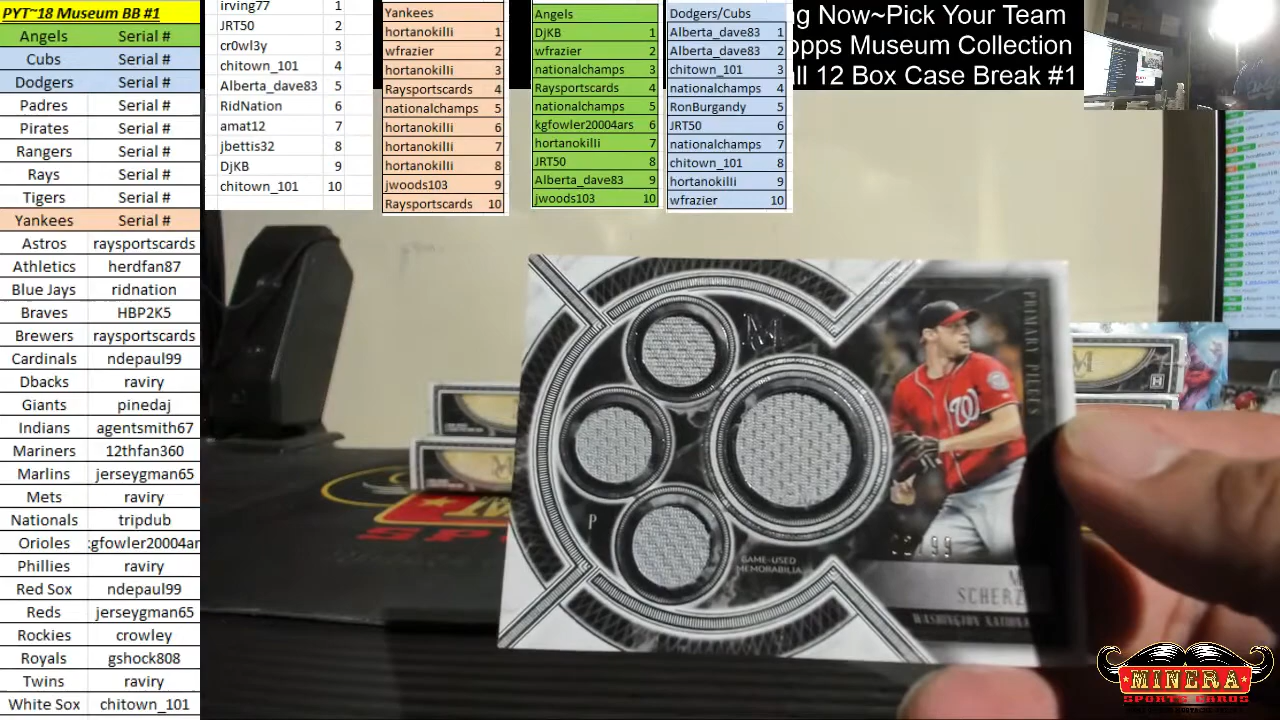 PYT~18 Museum BB #1
Angels Serial #
Cubs Serial #
Dodgers Serial #
Padres Serial #
Pirates Serial #
Rangers Serial #
Rays Serial #
Tigers Serial #
Yankees Serial #
Astros raysportscards
Athletics herdfan87
Blue Jays ridnation
Braves HBP2K5
Brewers raysportscards
Cardinals ndepaul99
Dbacks raviry
Giants pinedaj
Indians agentsmith67
Mariners 12thfan360
Marlins jerseygman65
Mets raviry
Nationals tripdub
Orioles kgfowler20004ar
Phillies raviry
Red Sox ndepaul99
Reds jerseygman65
Rockies crowley
Royals gshock808
Twins raviry
White Sox chitown_101
irving77 1
JRT50 2
cr0wl3y 3
chitown_101 4
Alberta_dave83 5
RidNation 6
amat12 7
jbettis32 8
DjKB 9
chitown_101 10
Yankees
hortanokilli 1
wfrazier 2
hortanokilli 3
Raysportscards 4
nationalchamps 5
hortanokilli 6
hortanokilli 7
hortanokilli 8
jwoods103 9
Raysportscards 10
Angels
DjKB 1
wfrazier 2
nationalchamps 3
Raysportscards 4
nationalchamps 5
kgfowler20004ars 6
hortanokilli 7
JRT50 8
Alberta_dave83 9
jwoods103 10
Dodgers/Cubs
Alberta_dave83 1
Alberta_dave83 2
chitown_101 3
nationalchamps 4
RonBurgandy 5
JRT50 6
nationalchamps 7
chitown_101 8
hortanokilli 9
wfrazier 10
ng Now~Pick Your Team
opps Museum Collection
all 12 Box Case Break #1
PRIMARY PIECES
M
P
W
GAME-USED
MEMORABILIA
M
SCHERZ
WASHINGTON NATIONA
MINERA
SPORTS CARDS